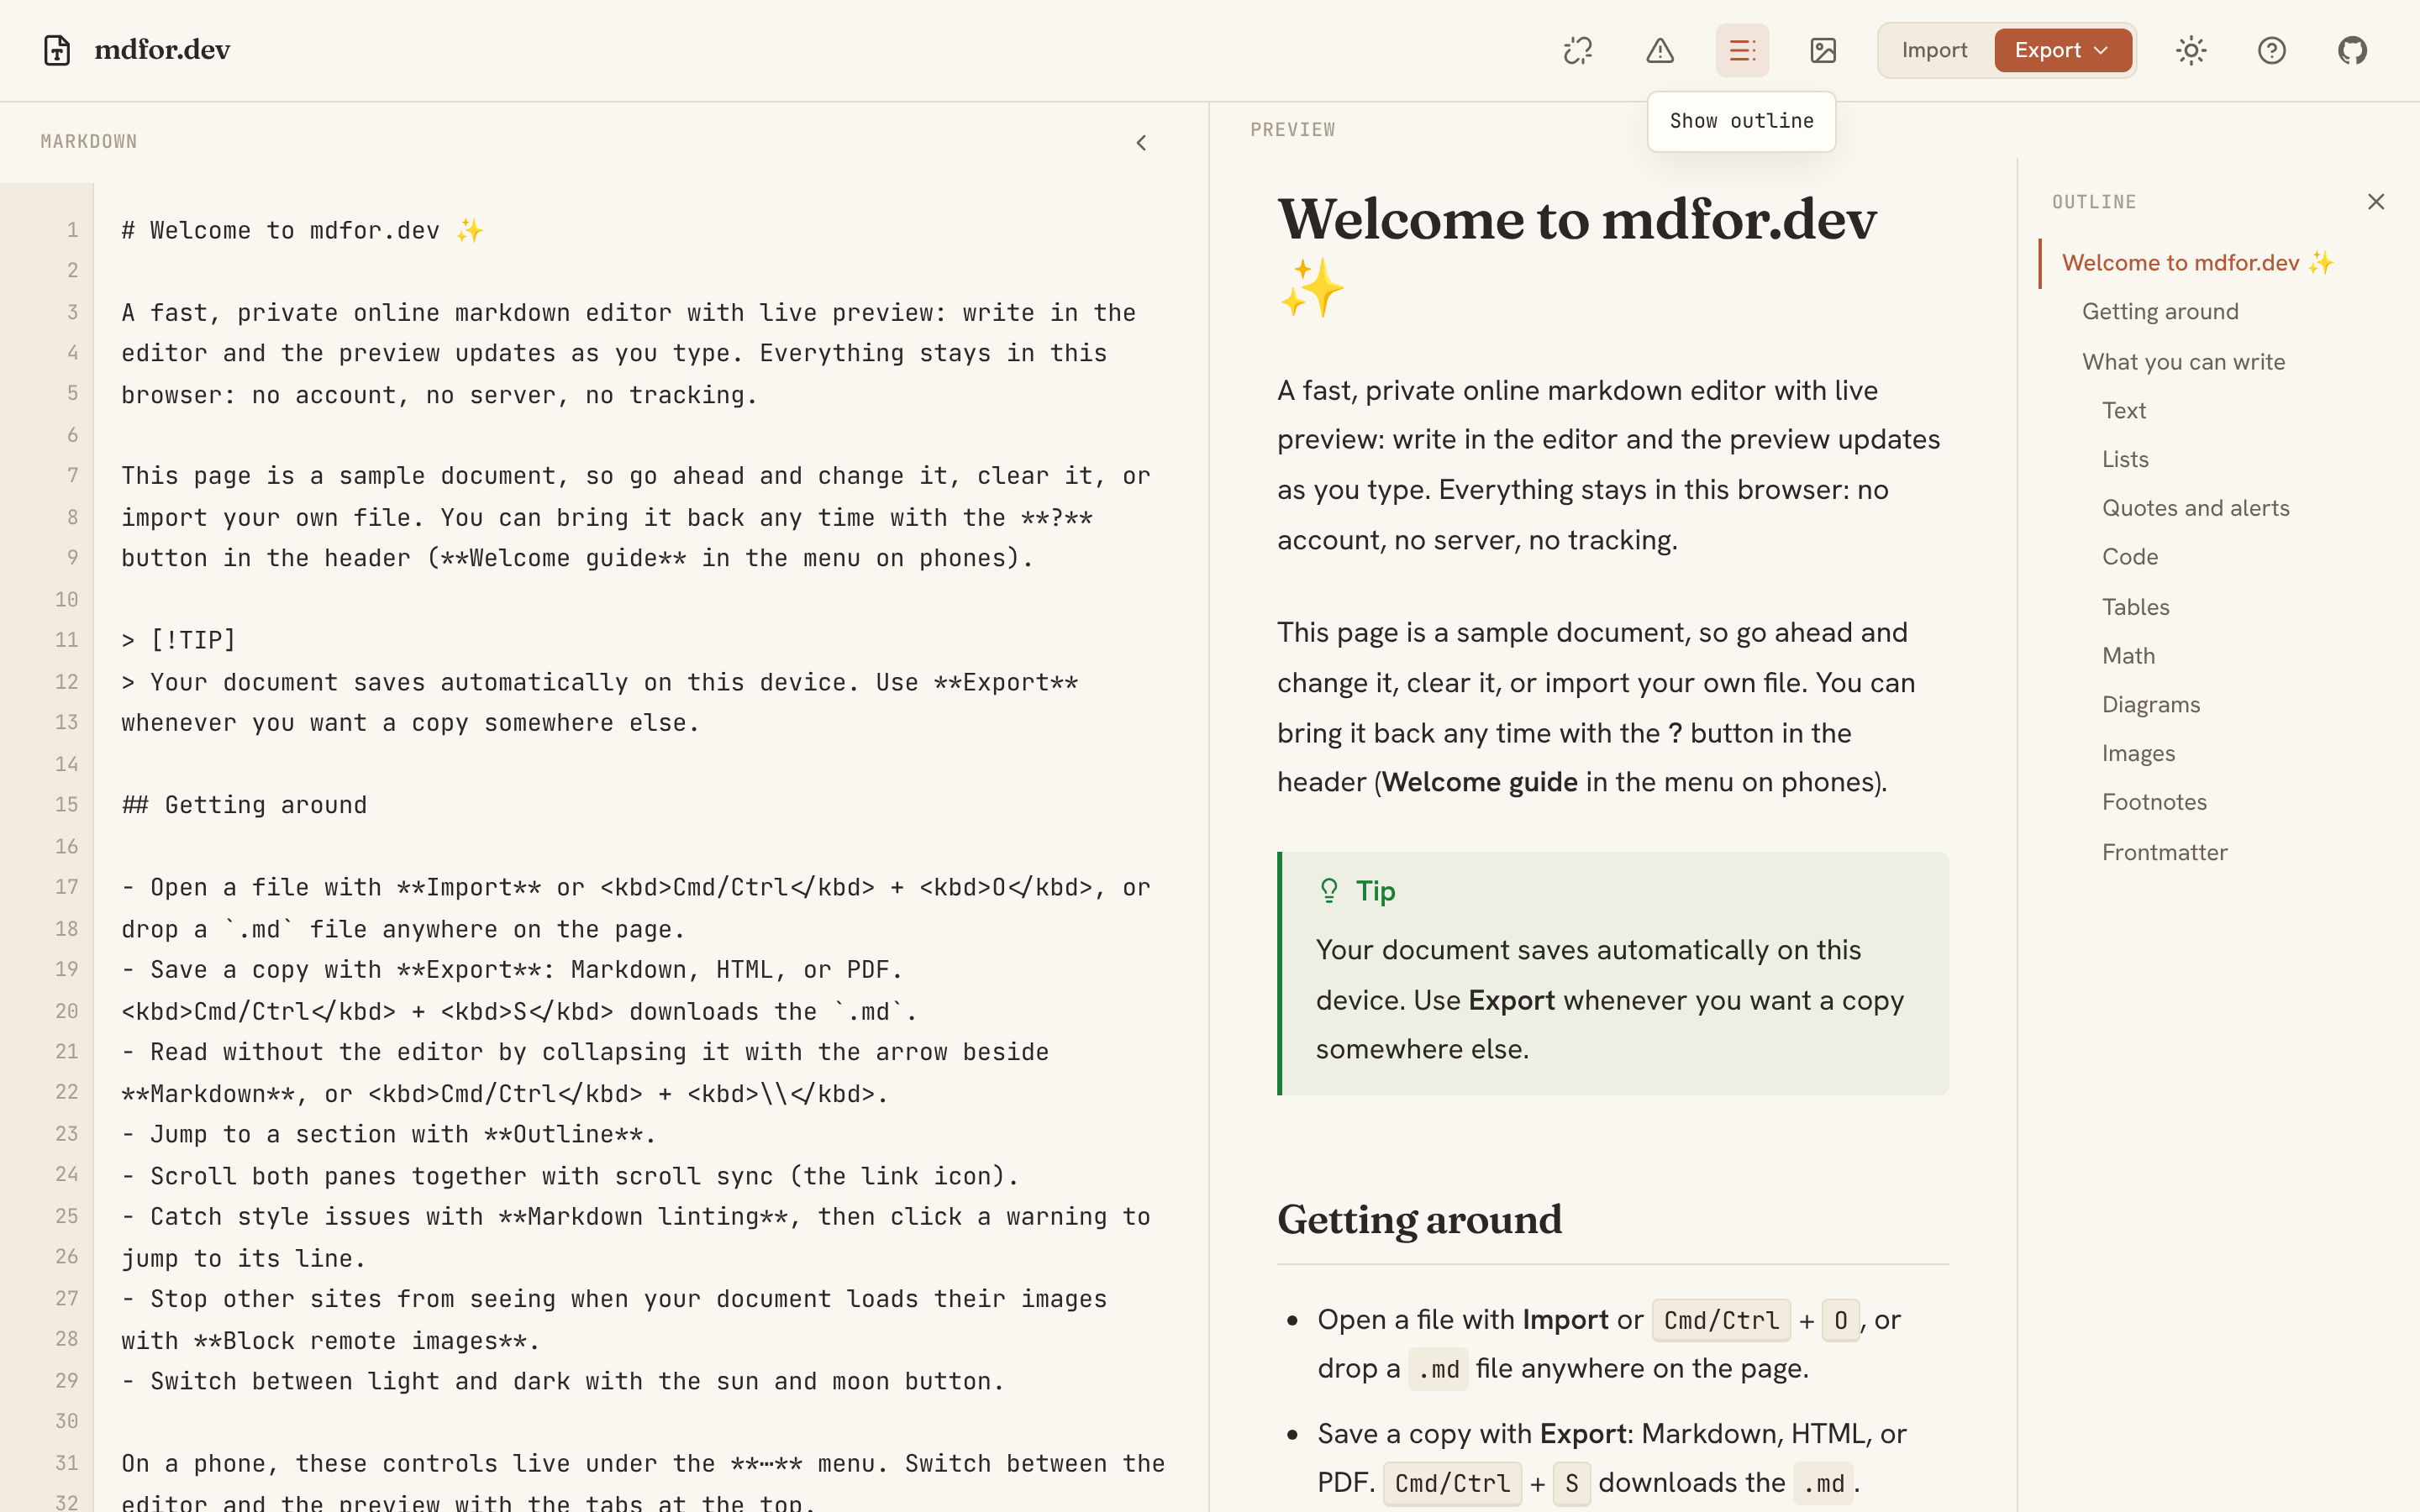 mdfor.dev
Import
Export
Show outline
MARKDOWN
1 # Welcome to mdfor.dev ✨
2
3 A fast, private online markdown editor with live preview: write in the
4 editor and the preview updates as you type. Everything stays in this
5 browser: no account, no server, no tracking.
6
7 This page is a sample document, so go ahead and change it, clear it, or
8 import your own file. You can bring it back any time with the **?**
9 button in the header (**Welcome guide** in the menu on phones).
10
11 > [!TIP]
12 > Your document saves automatically on this device. Use **Export**
13 whenever you want a copy somewhere else.
14
15 ## Getting around
16
17 - Open a file with **Import** or <kbd>Cmd/Ctrl</kbd> + <kbd>O</kbd>, or
18 drop a `.md` file anywhere on the page.
19 - Save a copy with **Export**: Markdown, HTML, or PDF.
20 <kbd>Cmd/Ctrl</kbd> + <kbd>S</kbd> downloads the `.md`.
21 - Read without the editor by collapsing it with the arrow beside
22 **Markdown**, or <kbd>Cmd/Ctrl</kbd> + <kbd>\\</kbd>.
23 - Jump to a section with **Outline**.
24 - Scroll both panes together with scroll sync (the link icon).
25 - Catch style issues with **Markdown linting**, then click a warning to
26 jump to its line.
27 - Stop other sites from seeing when your document loads their images
28 with **Block remote images**.
29 - Switch between light and dark with the sun and moon button.
30
31 On a phone, these controls live under the **⋯** menu. Switch between the
32 editor and the preview with the tabs at the top.
PREVIEW
Welcome to mdfor.dev
✨
A fast, private online markdown editor with live
preview: write in the editor and the preview updates
as you type. Everything stays in this browser: no
account, no server, no tracking.
This page is a sample document, so go ahead and
change it, clear it, or import your own file. You can
bring it back any time with the ? button in the
header (Welcome guide in the menu on phones).
Tip
Your document saves automatically on this
device. Use Export whenever you want a copy
somewhere else.
Getting around
• Open a file with Import or Cmd/Ctrl + O, or
drop a .md file anywhere on the page.
• Save a copy with Export: Markdown, HTML, or
PDF. Cmd/Ctrl + S downloads the .md.
OUTLINE
Welcome to mdfor.dev ✨
Getting around
What you can write
Text
Lists
Quotes and alerts
Code
Tables
Math
Diagrams
Images
Footnotes
Frontmatter